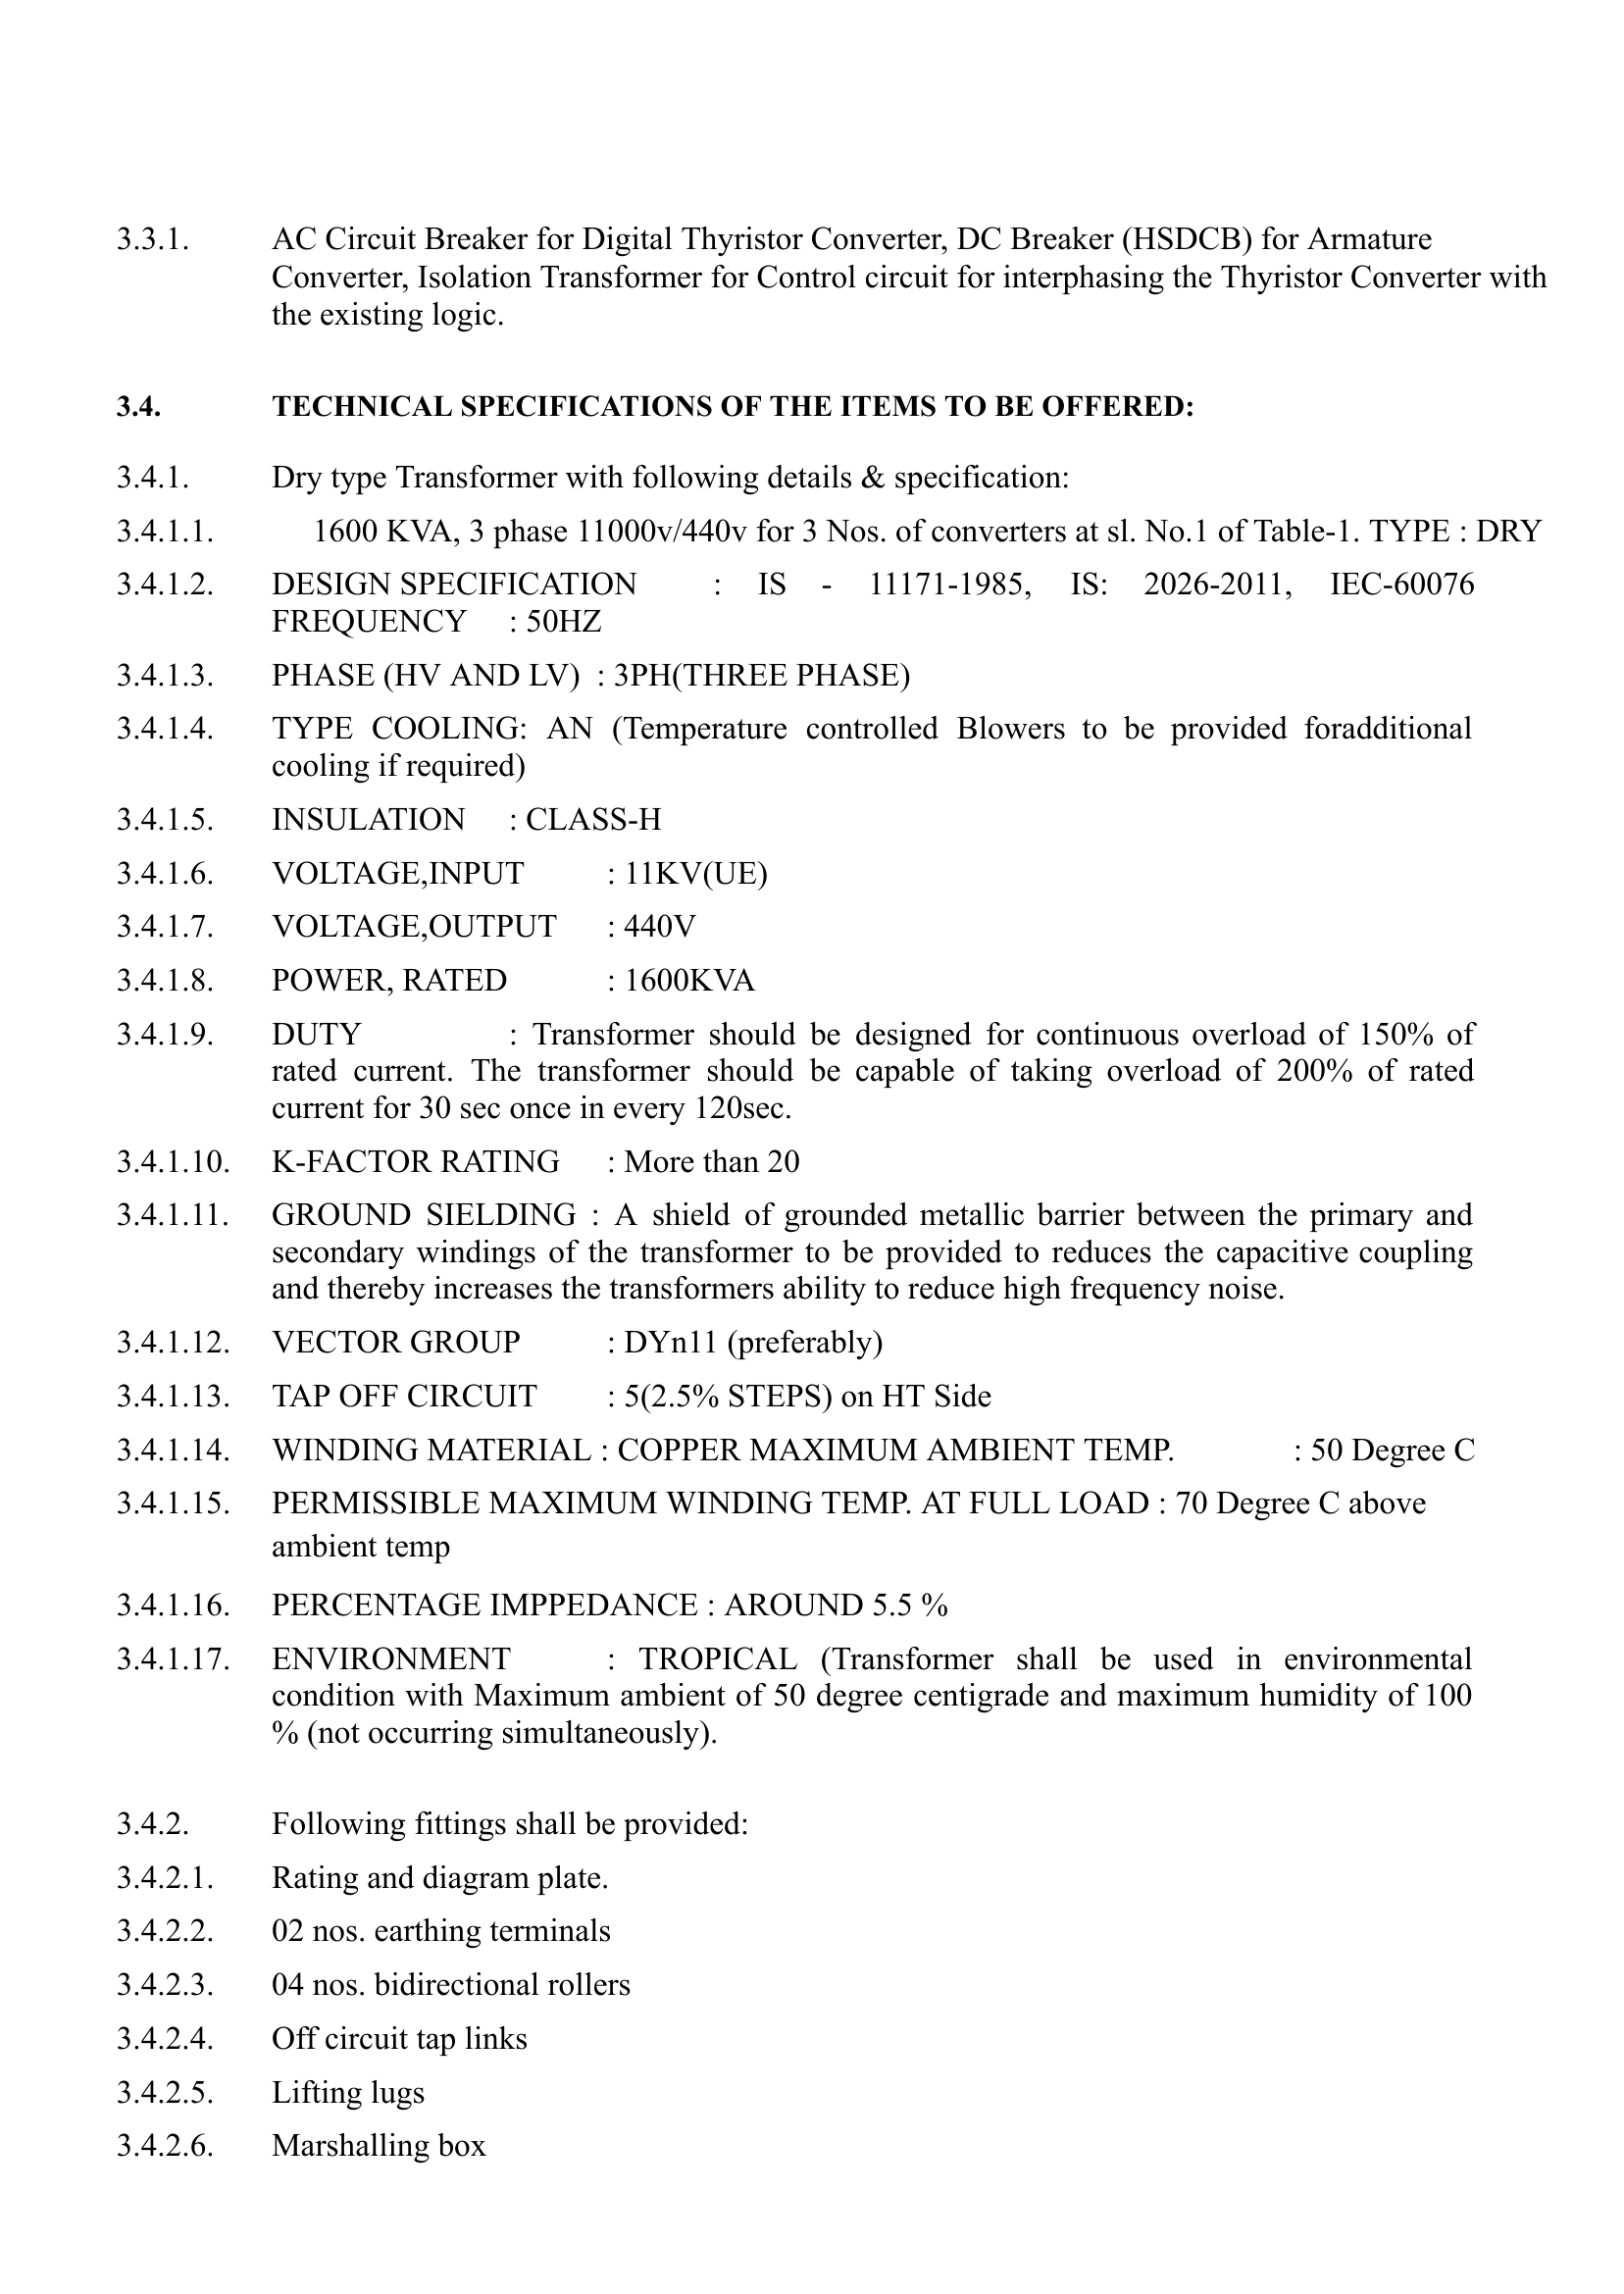 3.3.1. AC Circuit Breaker for Digital Thyristor Converter, DC Breaker (HSDCB) for Armature
Converter, Isolation Transformer for Control circuit for interphasing the Thyristor Converter with
the existing logic.
3.4. TECHNICAL SPECIFICATIONS OF THE ITEMS TO BE OFFERED:
3.4.1. Dry type Transformer with following details & specification:
3.4.1.1. 1600 KVA, 3 phase 11000v/440v for 3 Nos. of converters at sl. No.1 of Table-1. TYPE : DRY
3.4.1.2. DESIGN SPECIFICATION : IS - 11171-1985, IS: 2026-2011, IEC-60076
FREQUENCY : 50HZ
3.4.1.3. PHASE (HV AND LV) : 3PH(THREE PHASE)
3.4.1.4. TYPE COOLING: AN (Temperature controlled Blowers to be provided foradditional
cooling if required)
3.4.1.5. INSULATION : CLASS-H
3.4.1.6. VOLTAGE,INPUT : 11KV(UE)
3.4.1.7. VOLTAGE,OUTPUT : 440V
3.4.1.8. POWER, RATED : 1600KVA
3.4.1.9. DUTY : Transformer should be designed for continuous overload of 150% of
rated current. The transformer should be capable of taking overload of 200% of rated
current for 30 sec once in every 120sec.
3.4.1.10. K-FACTOR RATING : More than 20
3.4.1.11. GROUND SIELDING : A shield of grounded metallic barrier between the primary and
secondary windings of the transformer to be provided to reduces the capacitive coupling
and thereby increases the transformers ability to reduce high frequency noise.
3.4.1.12. VECTOR GROUP : DYn11 (preferably)
3.4.1.13. TAP OFF CIRCUIT : 5(2.5% STEPS) on HT Side
3.4.1.14. WINDING MATERIAL : COPPER MAXIMUM AMBIENT TEMP. : 50 Degree C
3.4.1.15. PERMISSIBLE MAXIMUM WINDING TEMP. AT FULL LOAD : 70 Degree C above
ambient temp
3.4.1.16. PERCENTAGE IMPPEDANCE : AROUND 5.5 %
3.4.1.17. ENVIRONMENT : TROPICAL (Transformer shall be used in environmental
condition with Maximum ambient of 50 degree centigrade and maximum humidity of 100
% (not occurring simultaneously).
3.4.2. Following fittings shall be provided:
3.4.2.1. Rating and diagram plate.
3.4.2.2. 02 nos. earthing terminals
3.4.2.3. 04 nos. bidirectional rollers
3.4.2.4. Off circuit tap links
3.4.2.5. Lifting lugs
3.4.2.6. Marshalling box